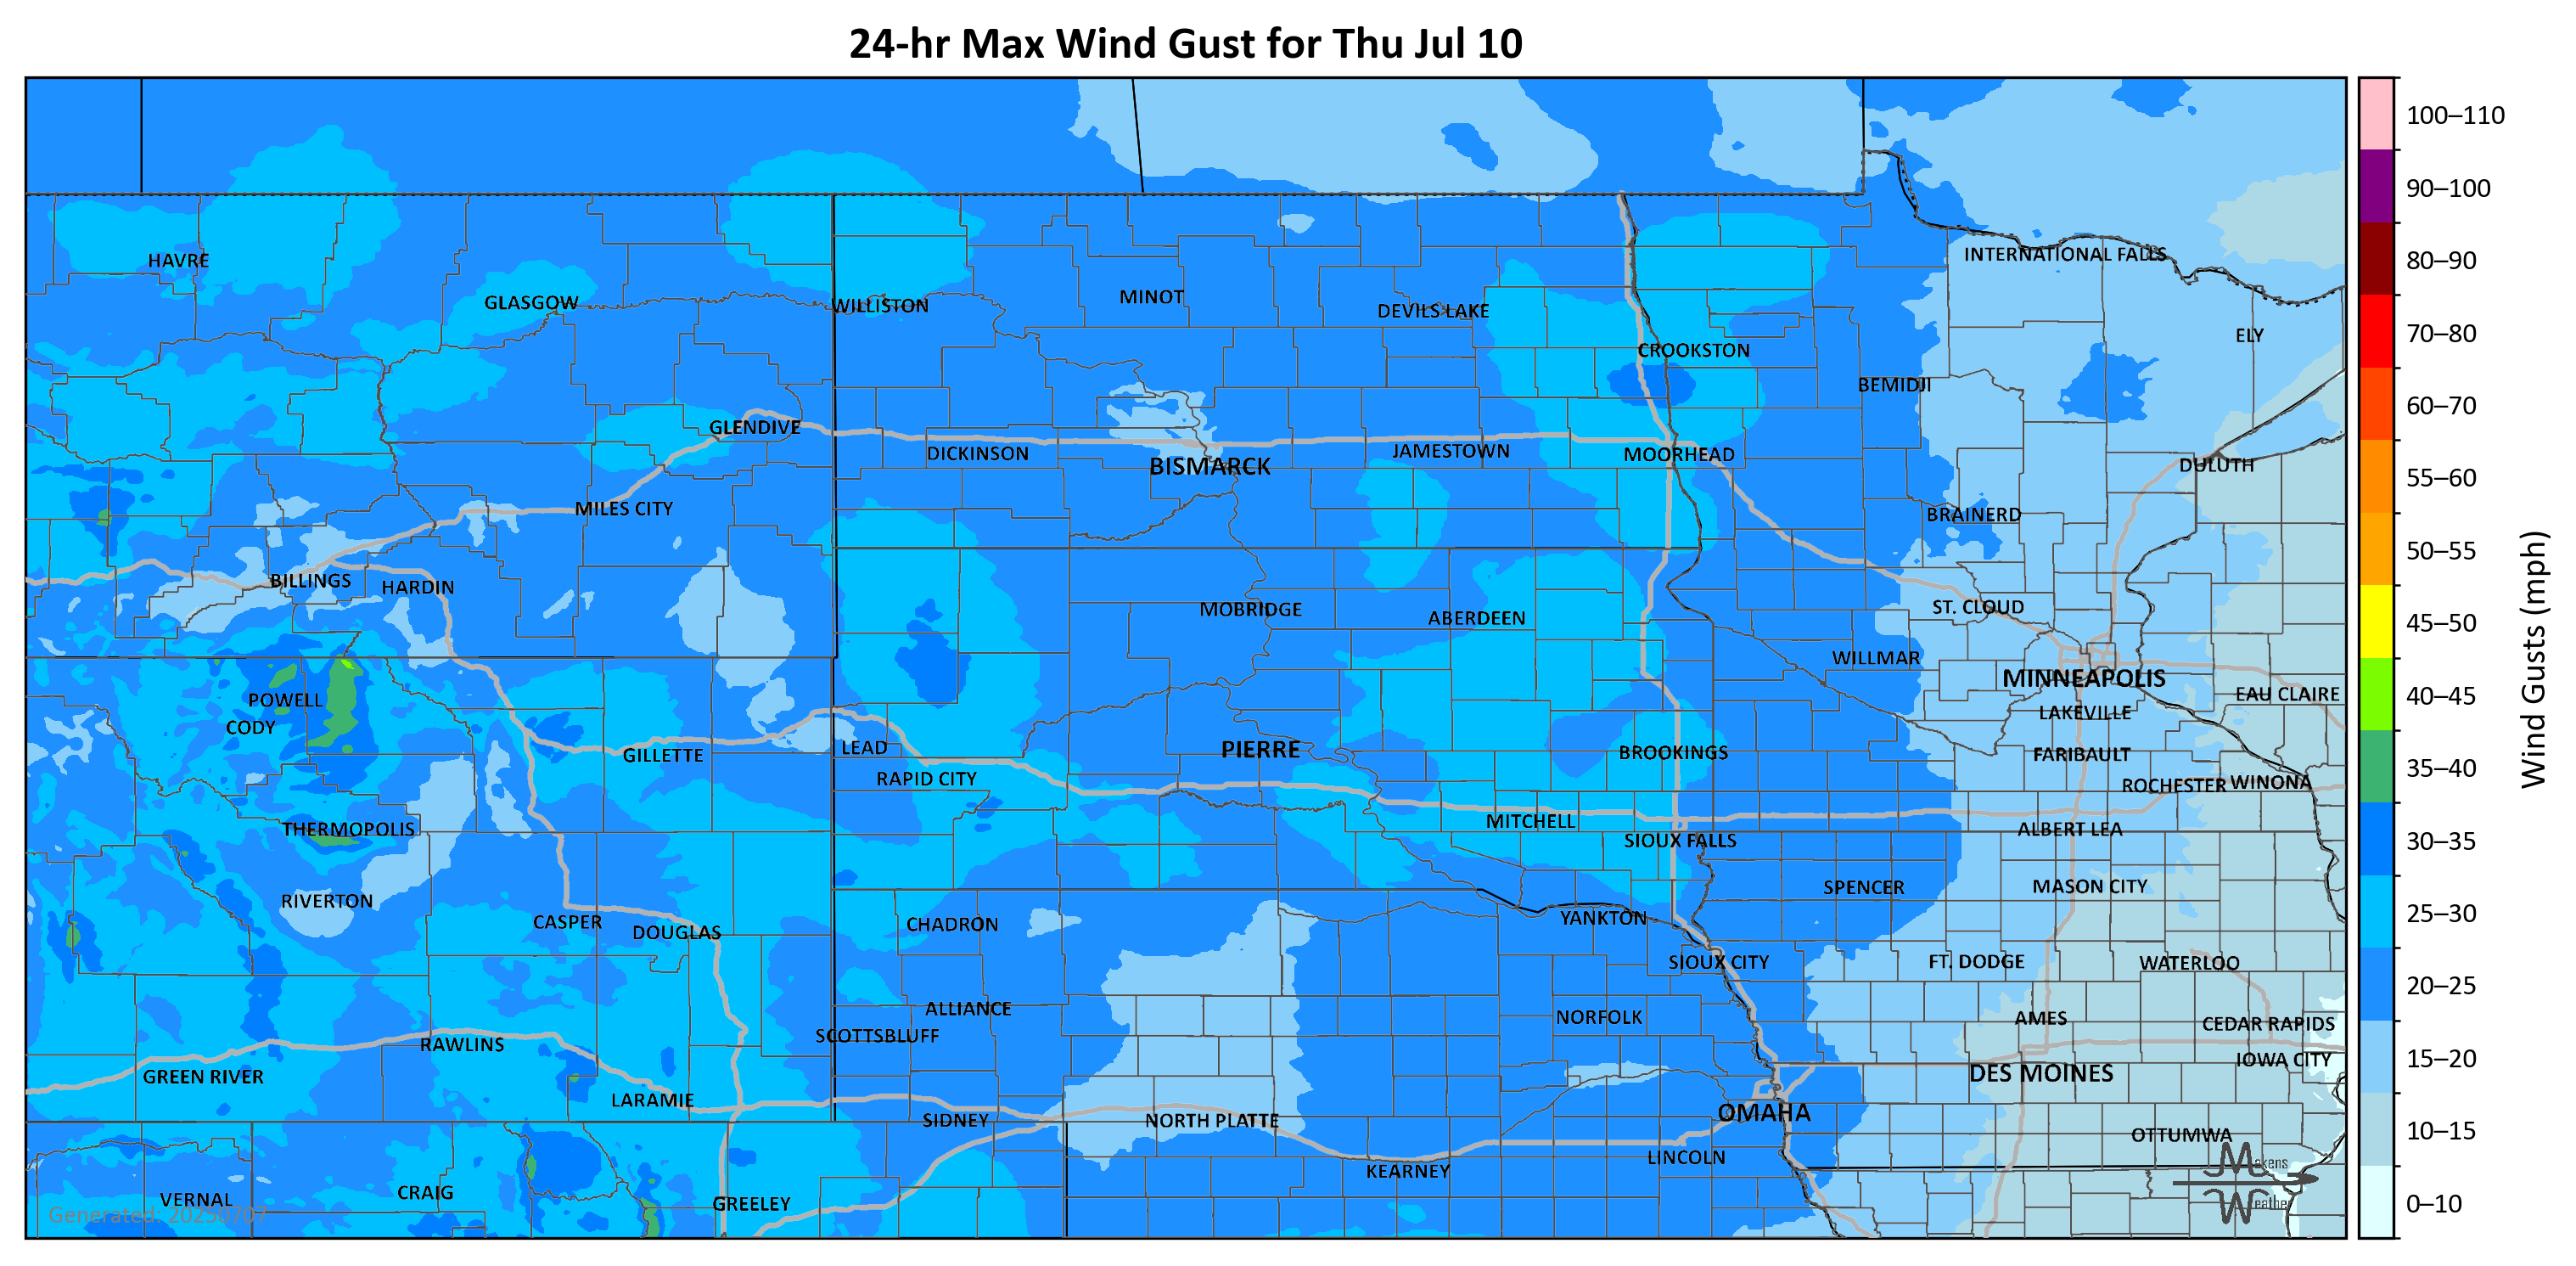 24-hr Max Wind Gust for Thu Jul 10
100–110
90–100
80–90
70–80
60–70
55–60
50–55
45–50
40–45
35–40
30–35
25–30
20–25
15–20
10–15
0–10
Wind Gusts (mph)
HAVRE
GLASGOW
WILLISTON
MINOT
DEVILS LAKE
INTERNATIONAL FALLS
ELY
CROOKSTON
BEMIDJI
GLENDIVE
DICKINSON
BISMARCK
JAMESTOWN
MOORHEAD
DULUTH
MILES CITY
BRAINERD
BILLINGS
HARDIN
MOBRIDGE
ABERDEEN
ST. CLOUD
WILLMAR
MINNEAPOLIS
EAU CLAIRE
POWELL
CODY
LAKEVILLE
GILLETTE
LEAD
PIERRE
BROOKINGS
FARIBAULT
RAPID CITY
ROCHESTER
WINONA
THERMOPOLIS
MITCHELL
SIOUX FALLS
ALBERT LEA
RIVERTON
SPENCER
MASON CITY
CASPER
DOUGLAS
CHADRON
YANKTON
SIOUX CITY
FT. DODGE
WATERLOO
ALLIANCE
NORFOLK
AMES
CEDAR RAPIDS
SCOTTSBLUFF
RAWLINS
IOWA CITY
GREEN RIVER
DES MOINES
LARAMIE
SIDNEY
NORTH PLATTE
OMAHA
OTTUMWA
LINCOLN
KEARNEY
VERNAL
CRAIG
GREELEY
Generated: 20250707
Makens
Weather